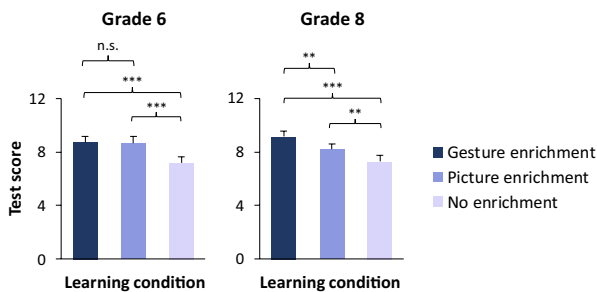 Grade 6
n.s.
***
***
12
8
4
0
Test score
Learning condition
Grade 8
**
***
**
12
8
4
0
Learning condition
Gesture enrichment
Picture enrichment
No enrichment